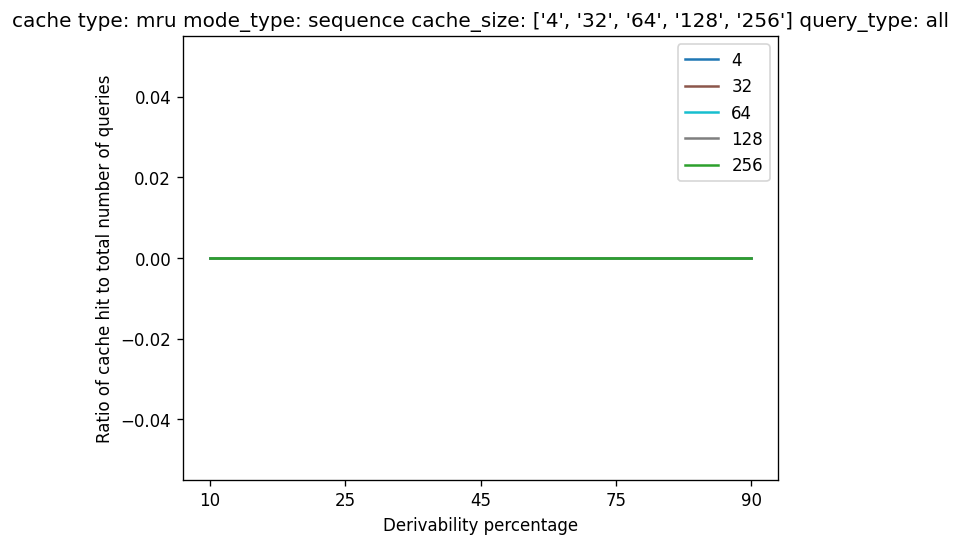 cache type: mru mode_type: sequence cache_size: ['4', '32', '64', '128', '256'] query_type: all
4
32
64
128
256
Ratio of cache hit to total number of queries
0.04
0.02
0.00
−0.02
−0.04
10 25 45 75 90
Derivability percentage